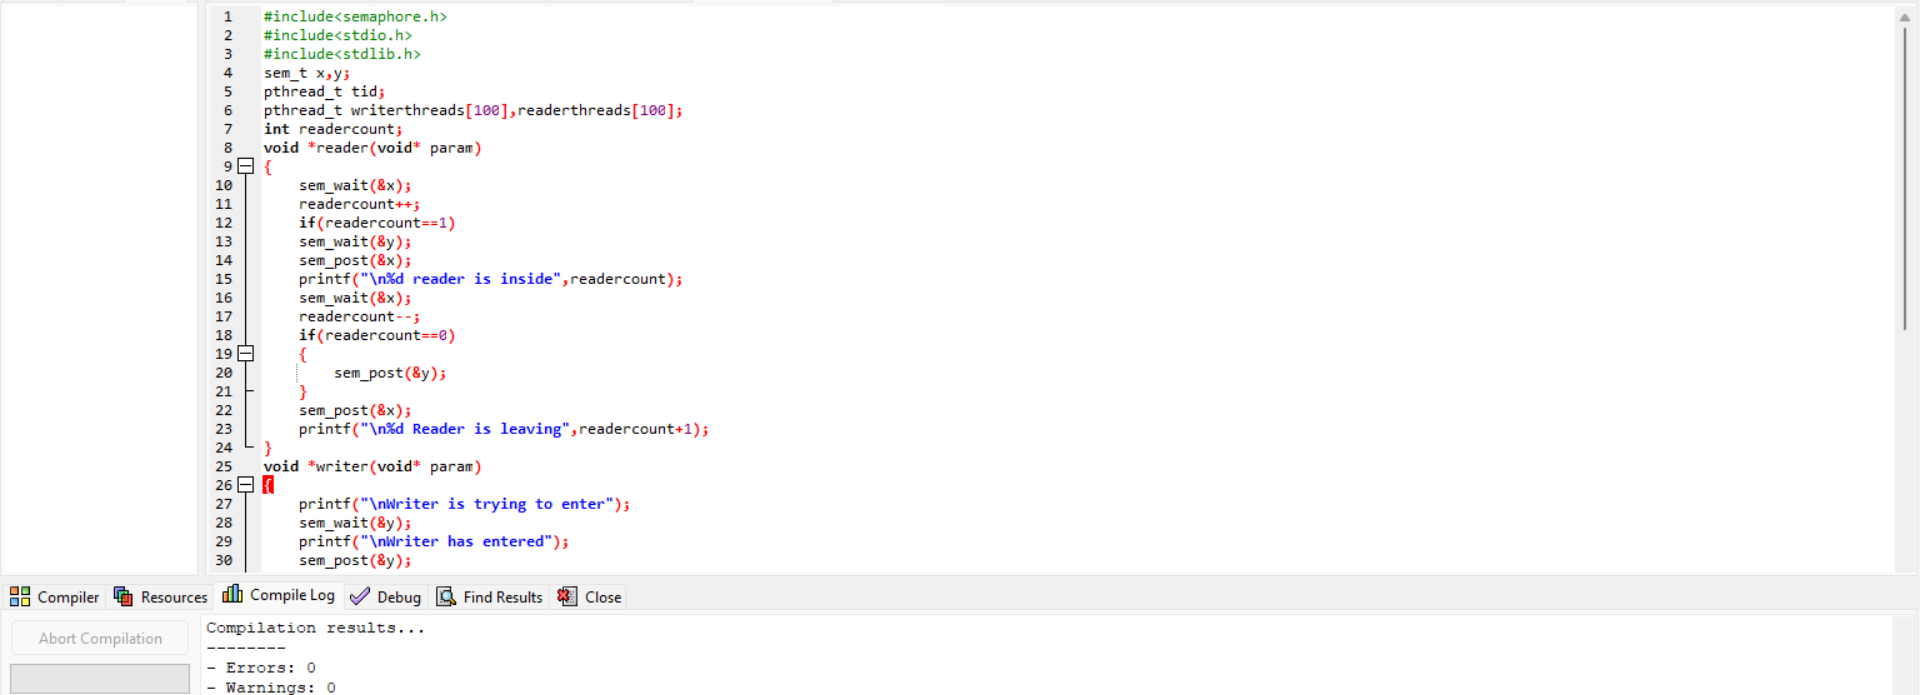 1 #include<semaphore.h>
2 #include<stdio.h>
3 #include<stdlib.h>
4 sem_t x,y;
5 pthread_t tid;
6 pthread_t writerthreads[100],readerthreads[100];
7 int readercount;
8 void *reader(void* param)
9 {
10 sem_wait(&x);
11 readercount++;
12 if(readercount==1)
13 sem_wait(&y);
14 sem_post(&x);
15 printf("\n%d reader is inside",readercount);
16 sem_wait(&x);
17 readercount--;
18 if(readercount==0)
19 {
20 sem_post(&y);
21 }
22 sem_post(&x);
23 printf("\n%d Reader is leaving",readercount+1);
24 }
25 void *writer(void* param)
26 {
27 printf("\nWriter is trying to enter");
28 sem_wait(&y);
29 printf("\nWriter has entered");
30 sem_post(&y);
Compiler Resources Compile Log Debug Find Results Close
Abort Compilation
Compilation results...
--------
- Errors: 0
- Warnings: 0